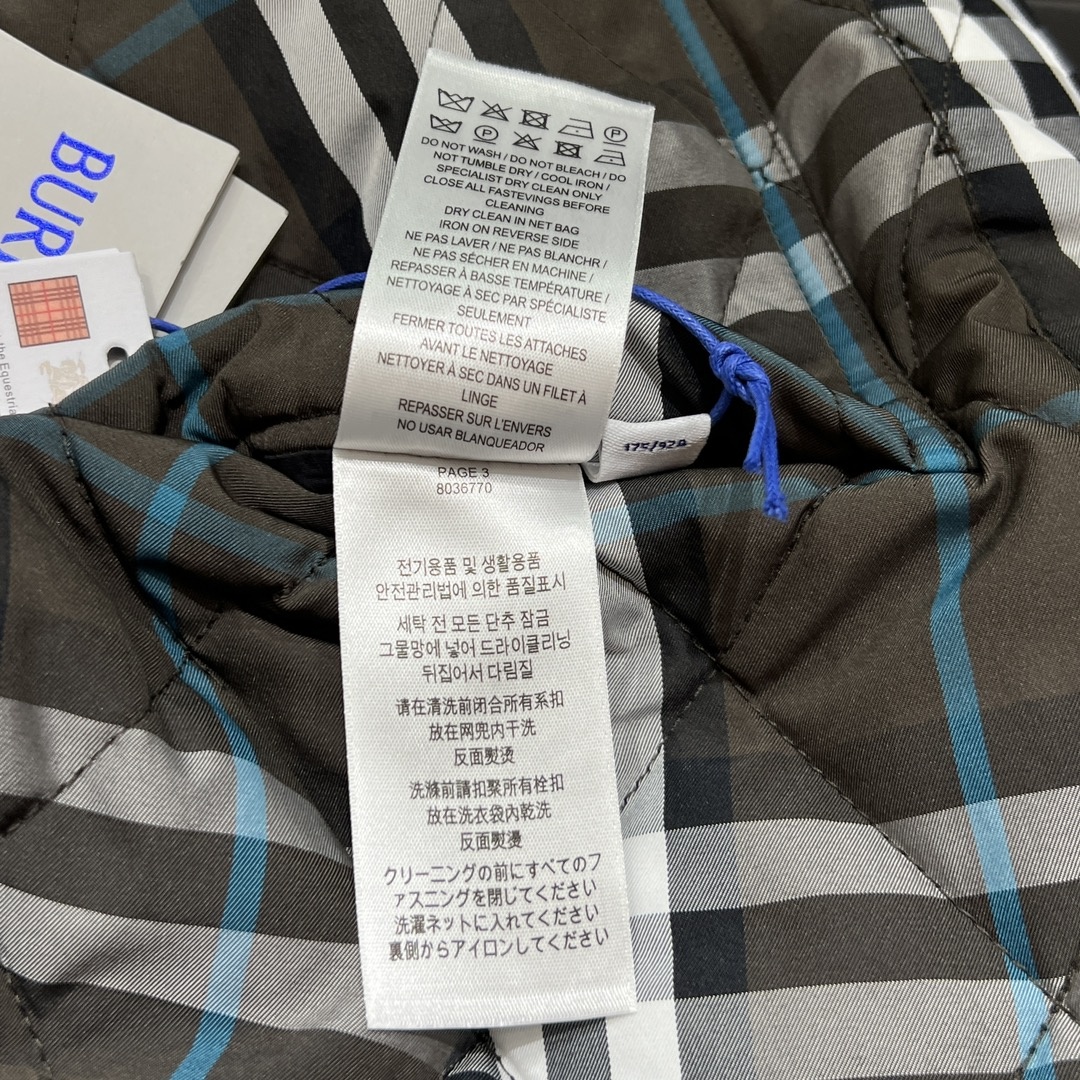 BUR
the Equestria
DO NOT WASH / DO NOT BLEACH / DO
NOT TUMBLE DRY / COOL IRON /
SPECIALIST DRY CLEAN ONLY
CLOSE ALL FASTEVINGS BEFORE
CLEANING
DRY CLEAN IN NET BAG
IRON ON REVERSE SIDE
NE PAS LAVER / NE PAS BLANCHR /
NE PAS SÉCHER EN MACHINE /
REPASSER À BASSE TEMPÉRATURE /
NETTOYAGE À SEC PAR SPÉCIALISTE
SEULEMENT
FERMER TOUTES LES ATTACHES
AVANT LE NETTOYAGE
NETTOYER À SEC DANS UN FILET À
LINGE
REPASSER SUR L'ENVERS
NO USAR BLANQUEADOR
175/92A
PAGE 3
8036770
전기용품 및 생활용품
안전관리법에 의한 품질표시
세탁 전 모든 단추 잠금
그물망에 넣어 드라이클리닝
뒤집어서 다림질
请在清洗前闭合所有系扣
放在网兜内干洗
反面熨烫
洗滌前請扣聚所有栓扣
放在洗衣袋內乾洗
反面熨燙
クリーニングの前にすべてのフ
ァスニングを閉じてください
洗濯ネットに入れてください
裏側からアイロンしてください